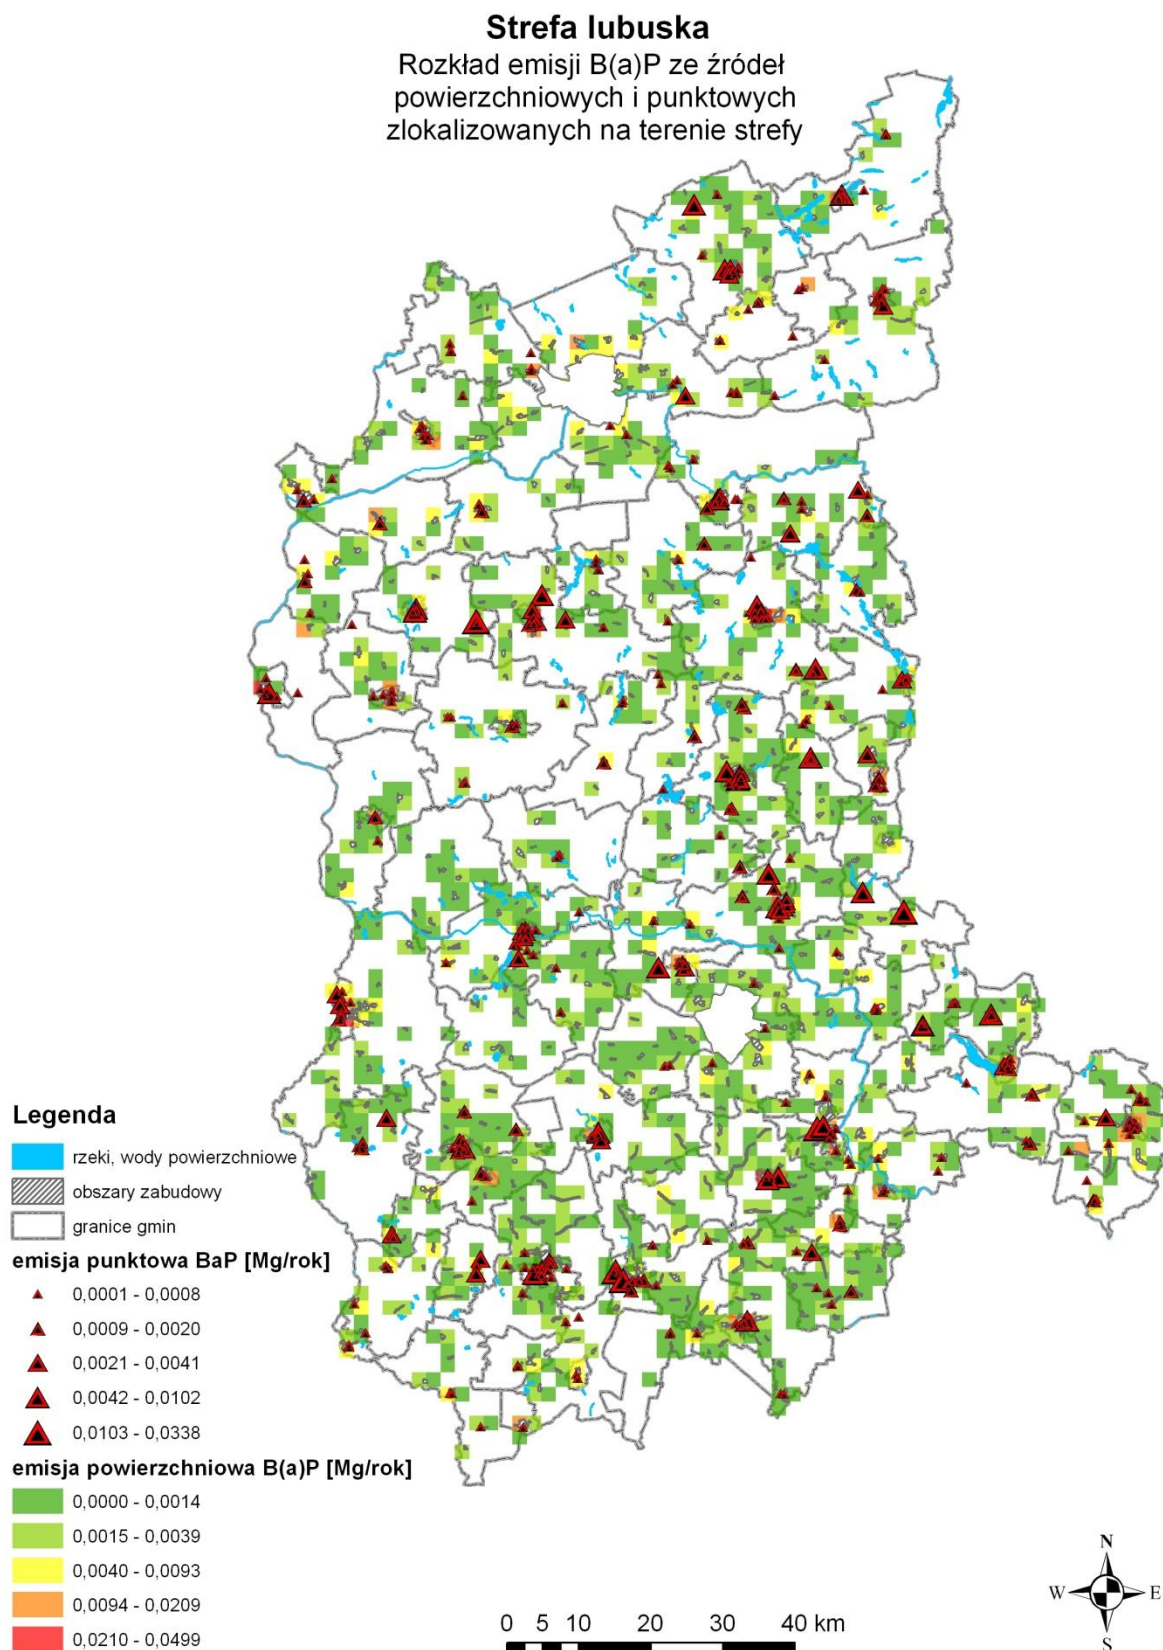 Strefa lubuska
Rozkład emisji B(a)P ze źródeł
powierzchniowych i punktowych
zlokalizowanych na terenie strefy
Legenda
rzeki, wody powierzchniowe
obszary zabudowy
granice gmin
emisja punktowa BaP [Mg/rok]
0,0001 - 0,0008
0,0009 - 0,0020
0,0021 - 0,0041
0,0042 - 0,0102
0,0103 - 0,0338
emisja powierzchniowa B(a)P [Mg/rok]
0,0000 - 0,0014
0,0015 - 0,0039
0,0040 - 0,0093
0,0094 - 0,0209
0,0210 - 0,0499
0 5 10 20 30 40 km
N
W E
S